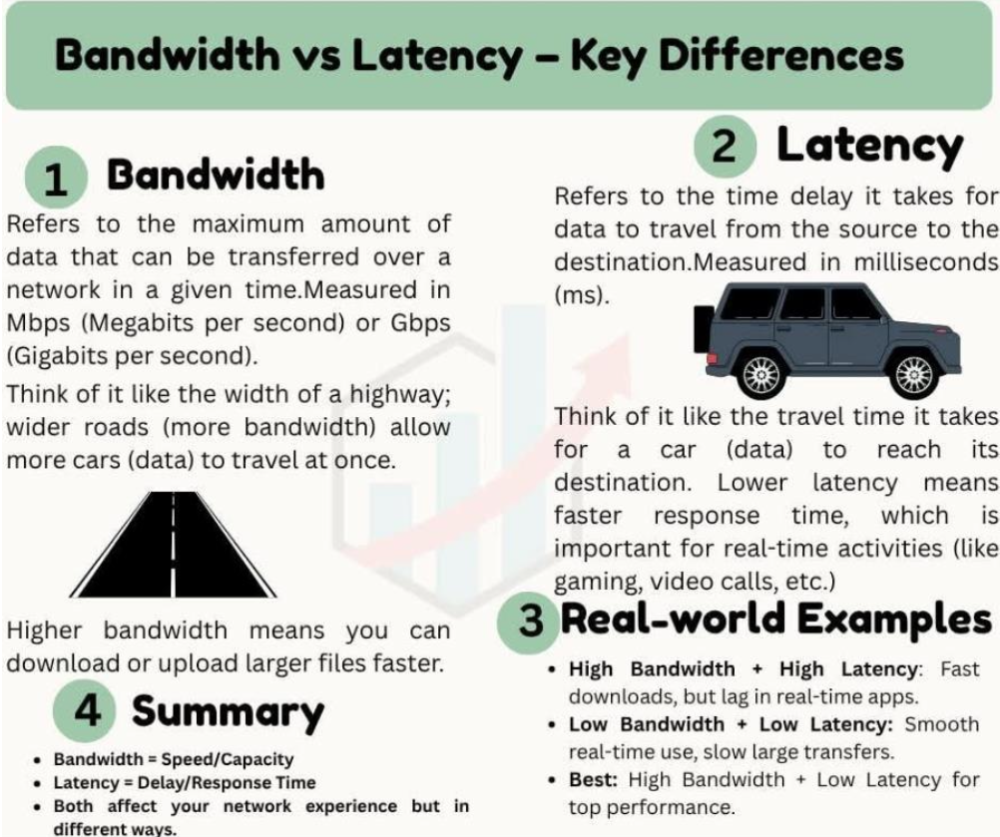 Bandwidth vs Latency – Key Differences
1 Bandwidth
Refers to the maximum amount of
data that can be transferred over a
network in a given time.Measured in
Mbps (Megabits per second) or Gbps
(Gigabits per second).
Think of it like the width of a highway;
wider roads (more bandwidth) allow
more cars (data) to travel at once.
Higher bandwidth means you can
download or upload larger files faster.
2 Latency
Refers to the time delay it takes for
data to travel from the source to the
destination.Measured in milliseconds
(ms).
Think of it like the travel time it takes
for a car (data) to reach its
destination. Lower latency means
faster response time, which is
important for real-time activities (like
gaming, video calls, etc.)
3 Real-world Examples
• High Bandwidth + High Latency: Fast
downloads, but lag in real-time apps.
• Low Bandwidth + Low Latency: Smooth
real-time use, slow large transfers.
• Best: High Bandwidth + Low Latency for
top performance.
4 Summary
• Bandwidth = Speed/Capacity
• Latency = Delay/Response Time
• Both affect your network experience but in
different ways.